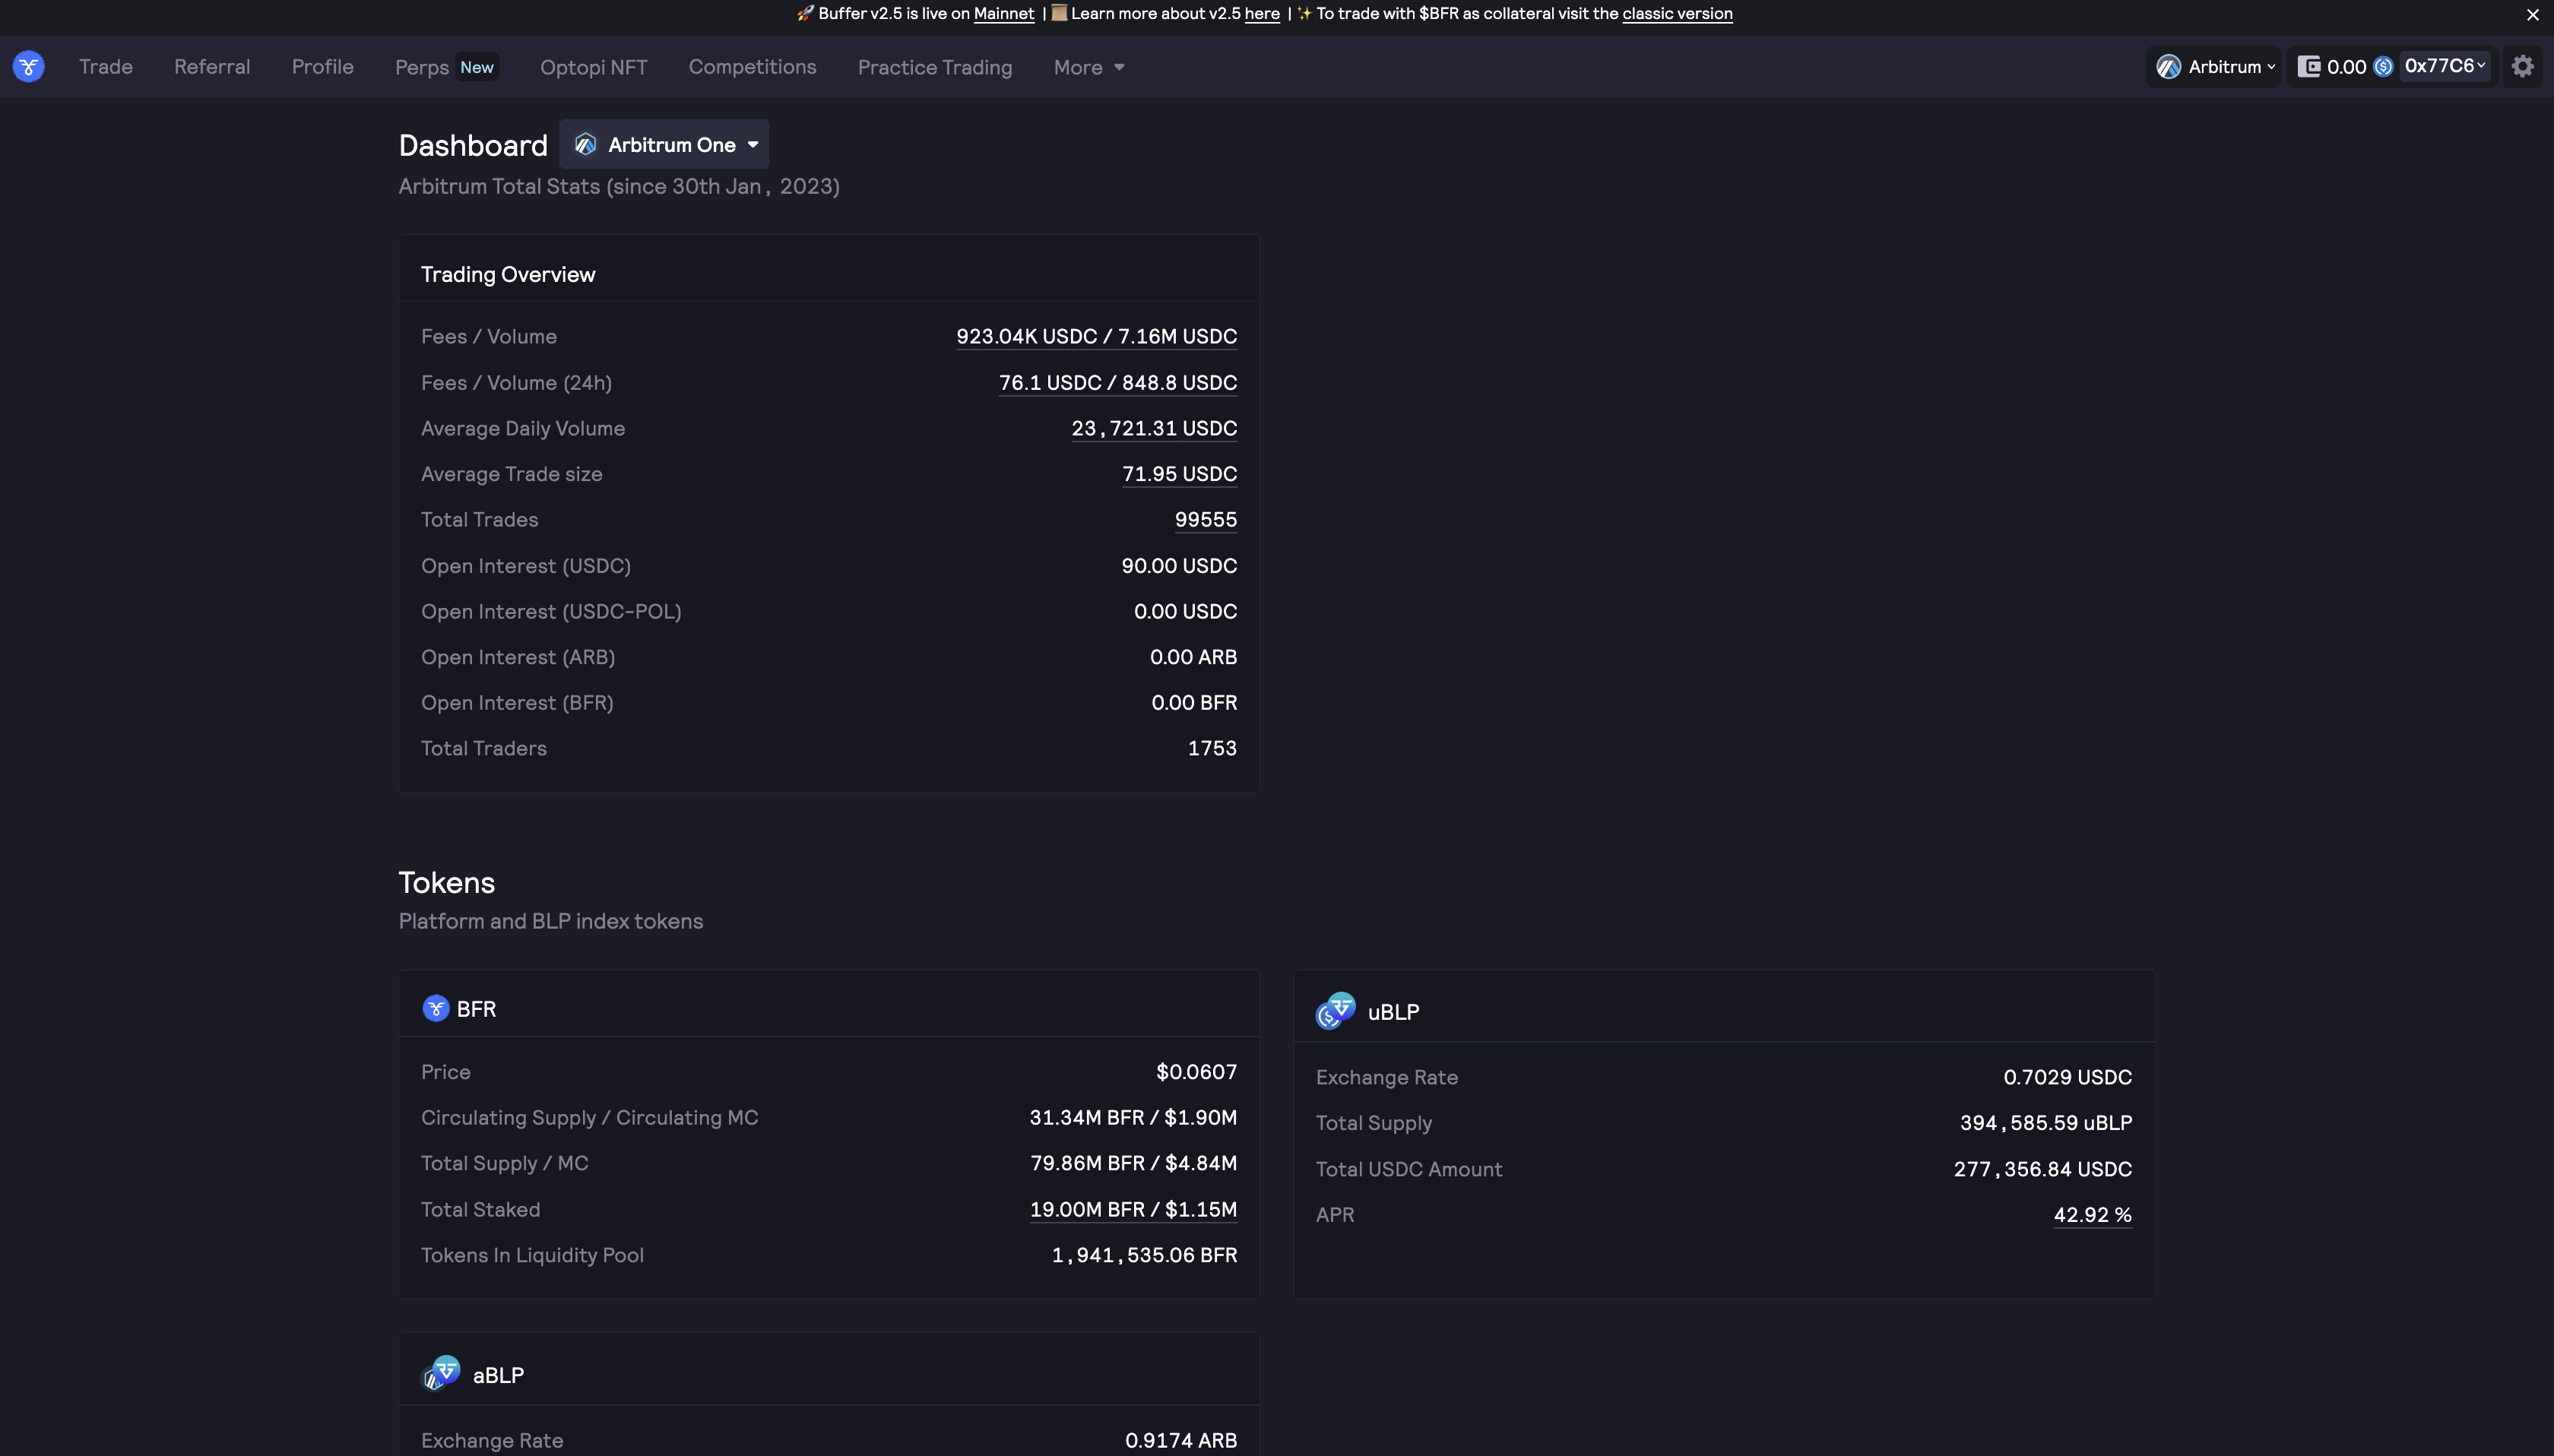 🚀 Buffer v2.5 is live on Mainnet | 📜 Learn more about v2.5 here | ✨ To trade with $BFR as collateral visit the classic version
Trade Referral Profile Perps New Optopi NFT Competitions Practice Trading More Arbitrum 0.00 0x77C6
Dashboard Arbitrum One
Arbitrum Total Stats (since 30th Jan, 2023)
Trading Overview
Fees / Volume 923.04K USDC / 7.16M USDC
Fees / Volume (24h) 76.1 USDC / 848.8 USDC
Average Daily Volume 23,721.31 USDC
Average Trade size 71.95 USDC
Total Trades 99555
Open Interest (USDC) 90.00 USDC
Open Interest (USDC-POL) 0.00 USDC
Open Interest (ARB) 0.00 ARB
Open Interest (BFR) 0.00 BFR
Total Traders 1753
Tokens
Platform and BLP index tokens
BFR
Price $0.0607
Circulating Supply / Circulating MC 31.34M BFR / $1.90M
Total Supply / MC 79.86M BFR / $4.84M
Total Staked 19.00M BFR / $1.15M
Tokens In Liquidity Pool 1,941,535.06 BFR
uBLP
Exchange Rate 0.7029 USDC
Total Supply 394,585.59 uBLP
Total USDC Amount 277,356.84 USDC
APR 42.92 %
aBLP
Exchange Rate 0.9174 ARB